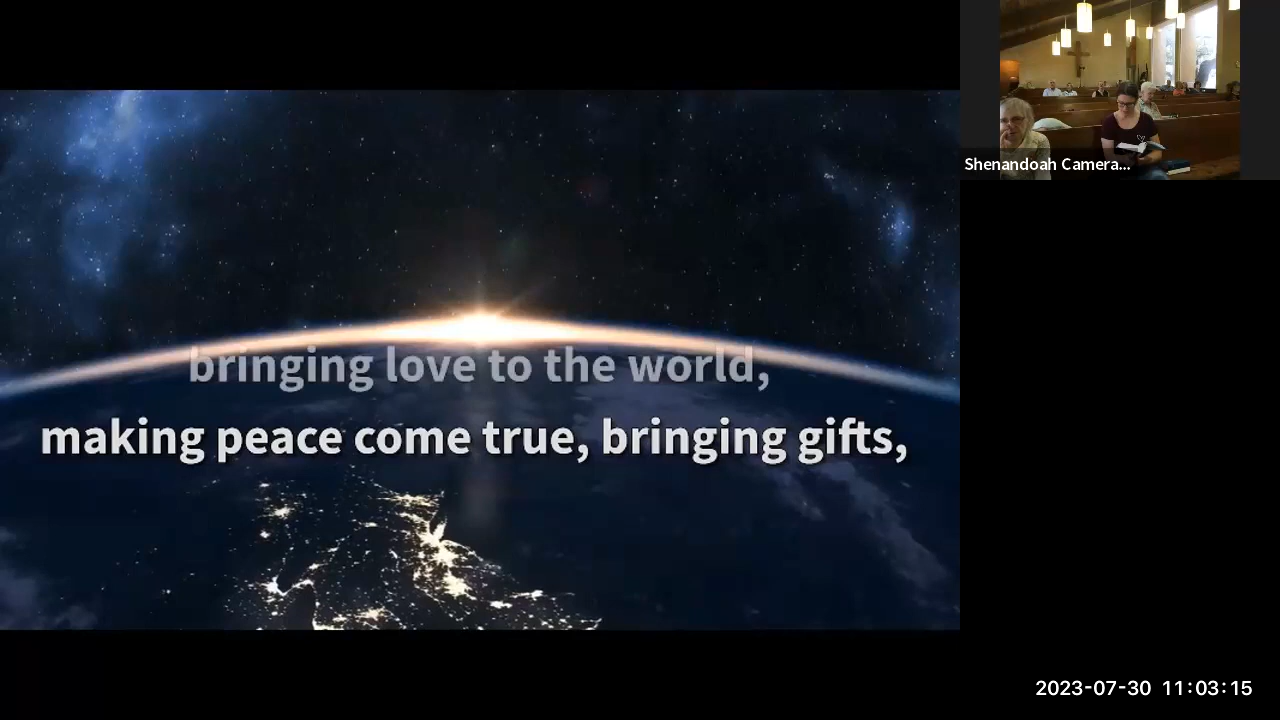 Shenandoah Camera...
bringing love to the world,
making peace come true, bringing gifts,
2023-07-30 11:03:15